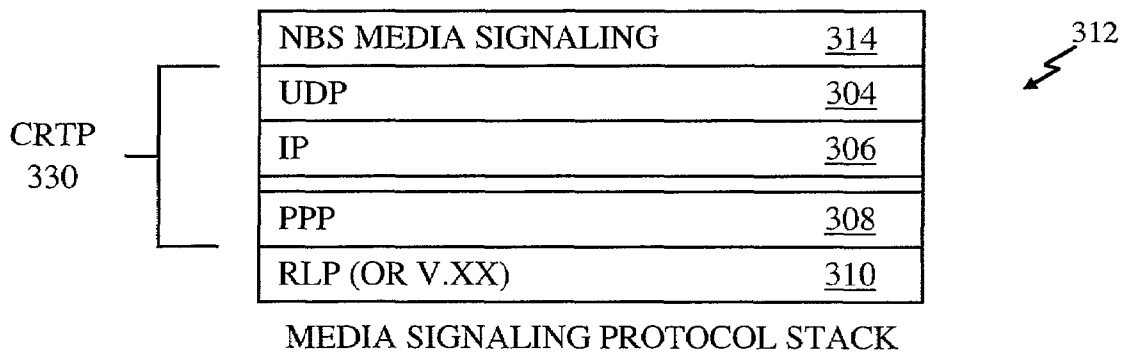 NBS MEDIA SIGNALING 314
312
UDP 304
CRTP
330
IP 306
PPP 308
RLP (OR V.XX) 310
MEDIA SIGNALING PROTOCOL STACK